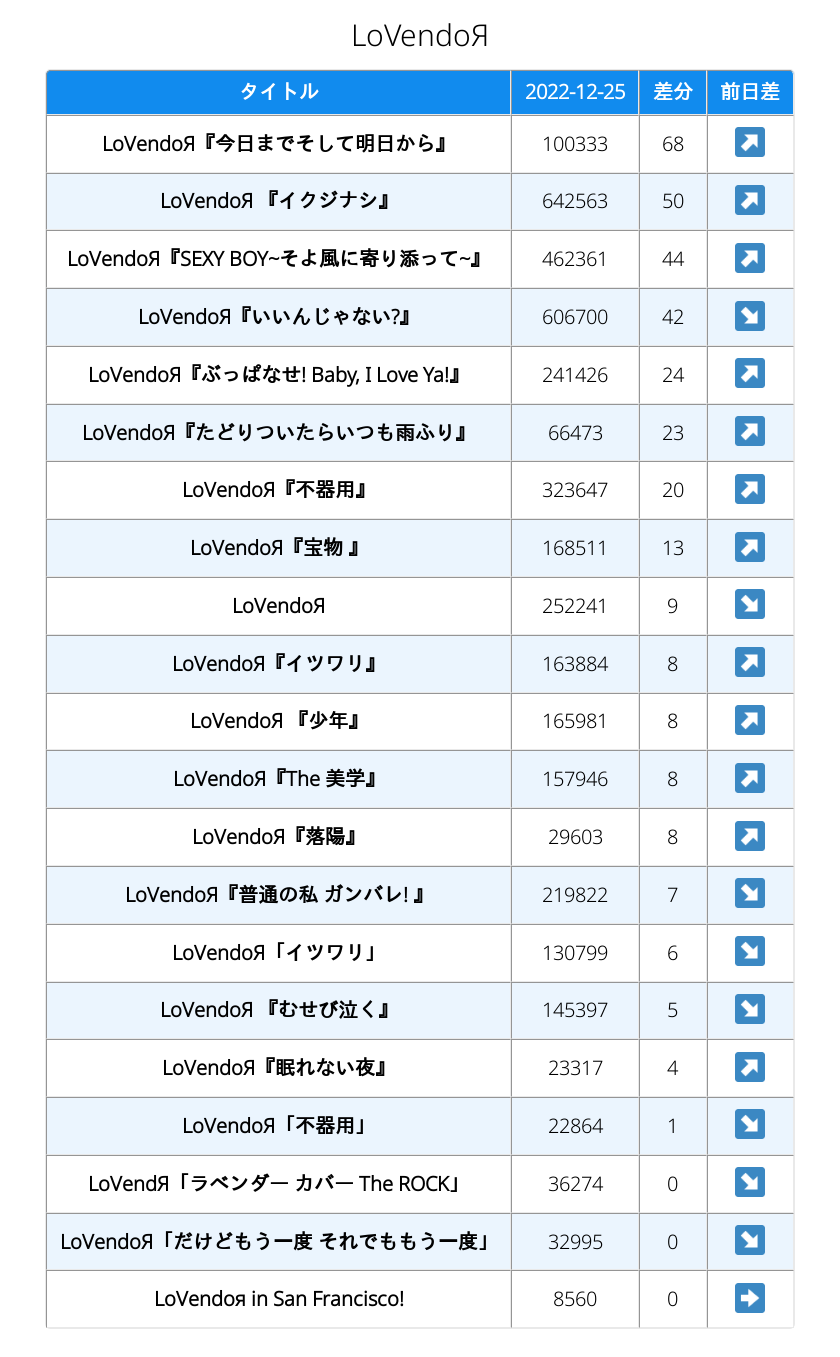 LoVendoЯ
タイトル 2022-12-25 差分 前日差
LoVendoЯ『今日までそして明日から』 100333 68
LoVendoЯ 『イクジナシ』 642563 50
LoVendoЯ『SEXY BOY~そよ風に寄り添って~』 462361 44
LoVendoЯ『いいんじゃない?』 606700 42
LoVendoЯ『ぶっぱなせ! Baby, I Love Ya!』 241426 24
LoVendoЯ『たどりついたらいつも雨ふり』 66473 23
LoVendoЯ『不器用』 323647 20
LoVendoЯ『宝物 』 168511 13
LoVendoЯ 252241 9
LoVendoЯ『イツワリ』 163884 8
LoVendoЯ 『少年』 165981 8
LoVendoЯ『The 美学』 157946 8
LoVendoЯ『落陽』 29603 8
LoVendoЯ『普通の私 ガンバレ! 』 219822 7
LoVendoЯ「イツワリ」 130799 6
LoVendoЯ 『むせび泣く』 145397 5
LoVendoЯ『眠れない夜』 23317 4
LoVendoЯ「不器用」 22864 1
LoVendЯ「ラベンダー カバー The ROCK」 36274 0
LoVendoЯ「だけどもう一度 それでももう一度」 32995 0
LoVendoя in San Francisco! 8560 0